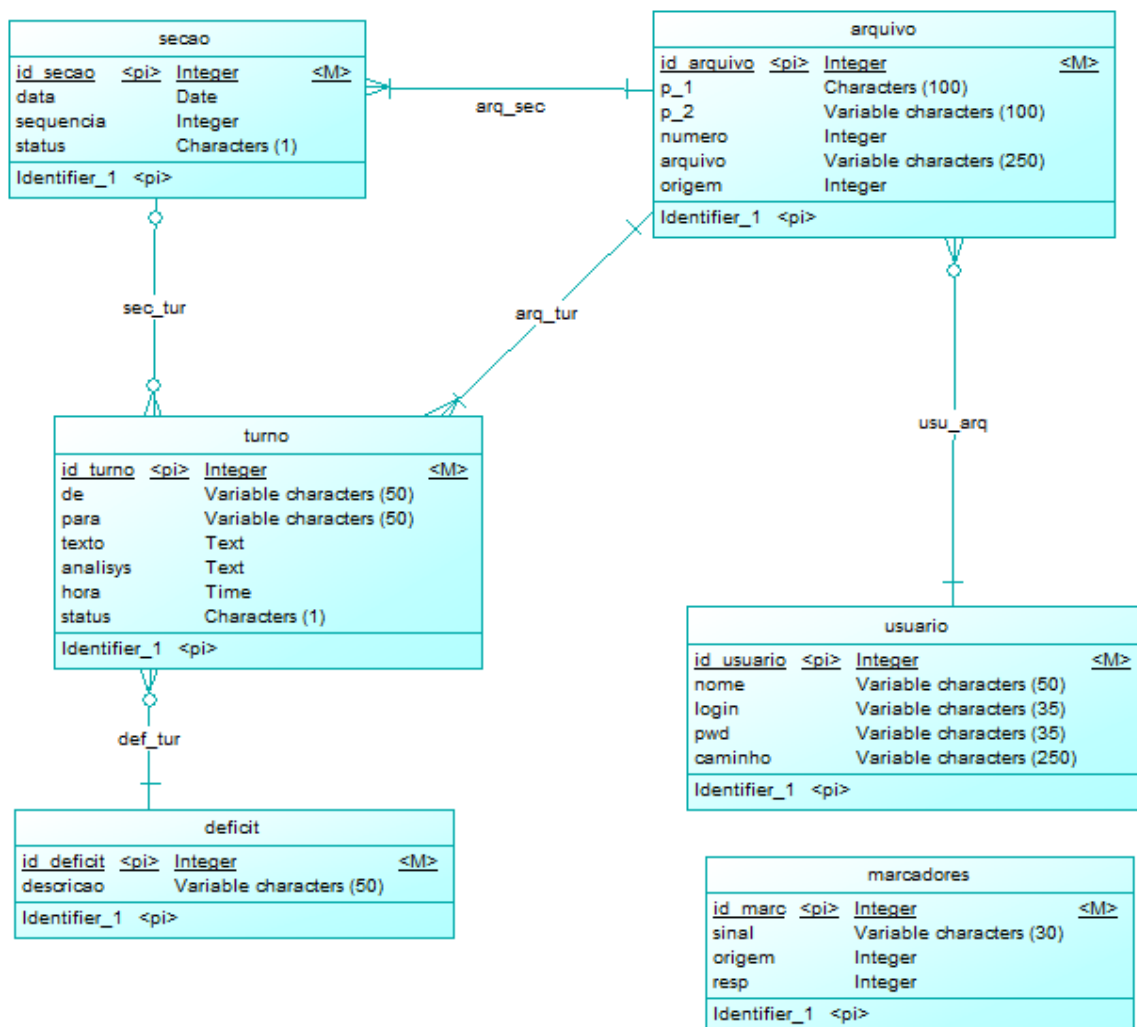 secao
id_secao <pi> Integer <M>
data Date
sequencia Integer
status Characters (1)
Identifier_1 <pi>
arq_sec
arquivo
id_arquivo <pi> Integer <M>
p_1 Characters (100)
p_2 Variable characters (100)
numero Integer
arquivo Variable characters (250)
origem Integer
Identifier_1 <pi>
sec_tur
arq_tur
usu_arq
turno
id_turno <pi> Integer <M>
de Variable characters (50)
para Variable characters (50)
texto Text
analisys Text
hora Time
status Characters (1)
Identifier_1 <pi>
def_tur
usuario
id_usuario <pi> Integer <M>
nome Variable characters (50)
login Variable characters (35)
pwd Variable characters (35)
caminho Variable characters (250)
Identifier_1 <pi>
deficit
id_deficit <pi> Integer <M>
descricao Variable characters (50)
Identifier_1 <pi>
marcadores
id_marc <pi> Integer <M>
sinal Variable characters (30)
origem Integer
resp Integer
Identifier_1 <pi>